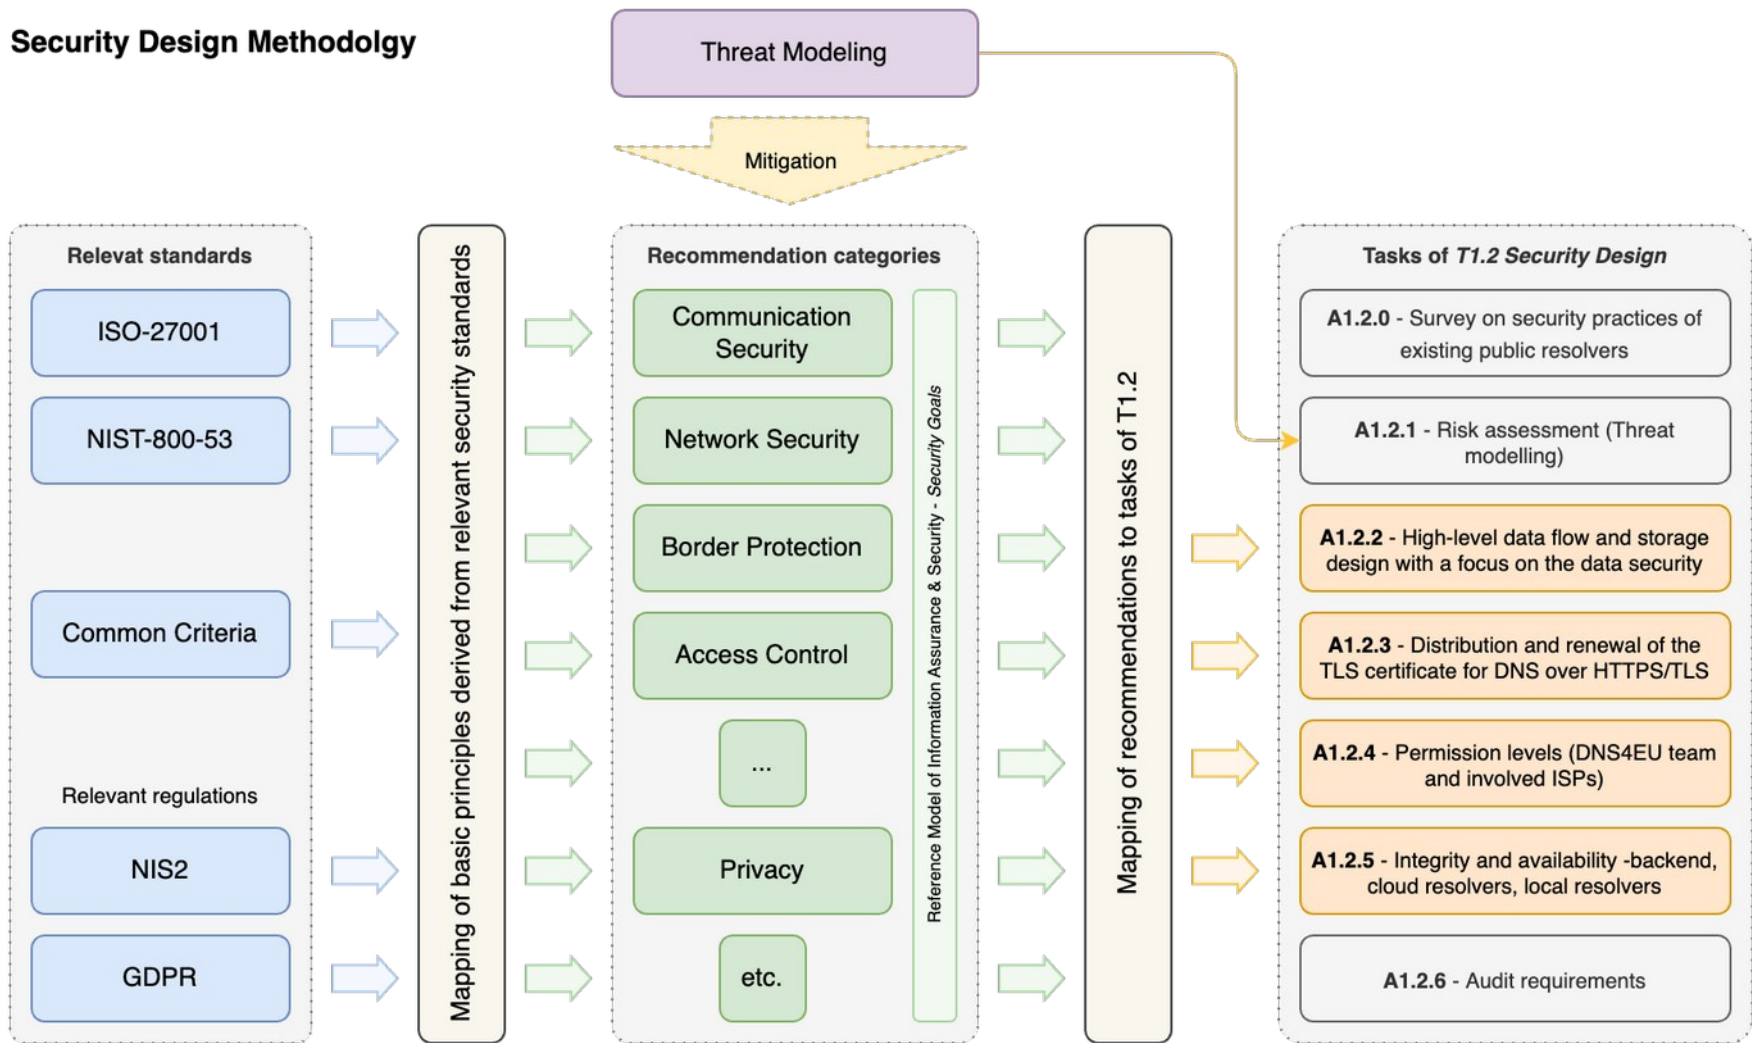 Security Design Methodolgy
Threat Modeling
Mitigation
Relevat standards
ISO-27001
NIST-800-53
Common Criteria
Relevant regulations
NIS2
GDPR
Mapping of basic principles derived from relevant security standards
Recommendation categories
Communication
Security
Network Security
Border Protection
Access Control
...
Privacy
etc.
Reference Model of Information Assurance & Security - Security Goals
Mapping of recommendations to tasks of T1.2
Tasks of T1.2 Security Design
A1.2.0 - Survey on security practices of
existing public resolvers
A1.2.1 - Risk assessment (Threat
modelling)
A1.2.2 - High-level data flow and storage
design with a focus on the data security
A1.2.3 - Distribution and renewal of the
TLS certificate for DNS over HTTPS/TLS
A1.2.4 - Permission levels (DNS4EU team
and involved ISPs)
A1.2.5 - Integrity and availability -backend,
cloud resolvers, local resolvers
A1.2.6 - Audit requirements